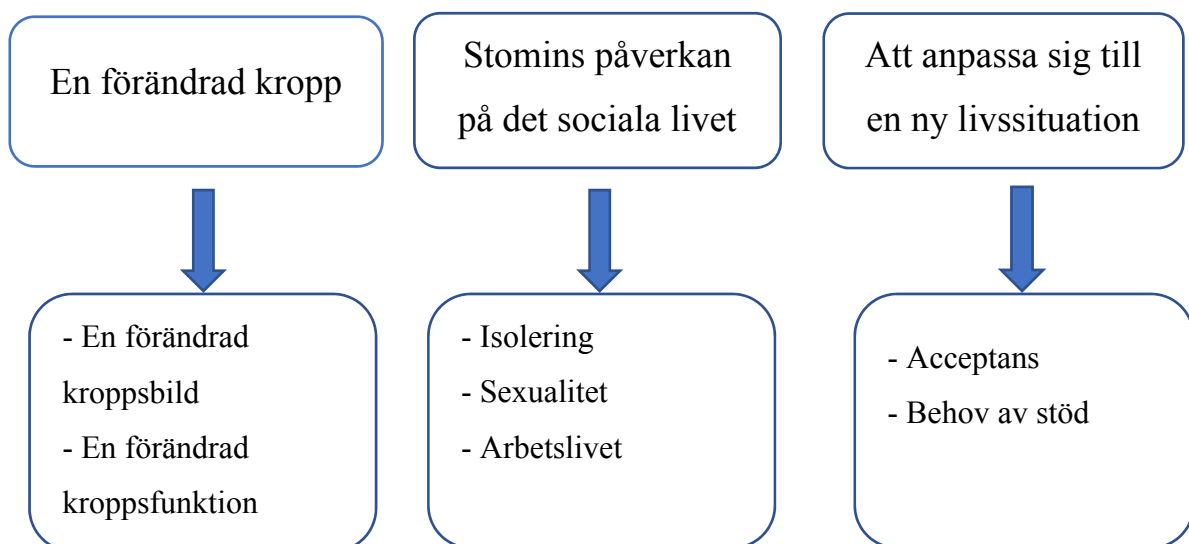 En förändrad kropp
Stomins påverkan
på det sociala livet
Att anpassa sig till
en ny livssituation
- En förändrad
kroppsbild
- En förändrad
kroppsfunktion
- Isolering
- Sexualitet
- Arbetslivet
- Acceptans
- Behov av stöd